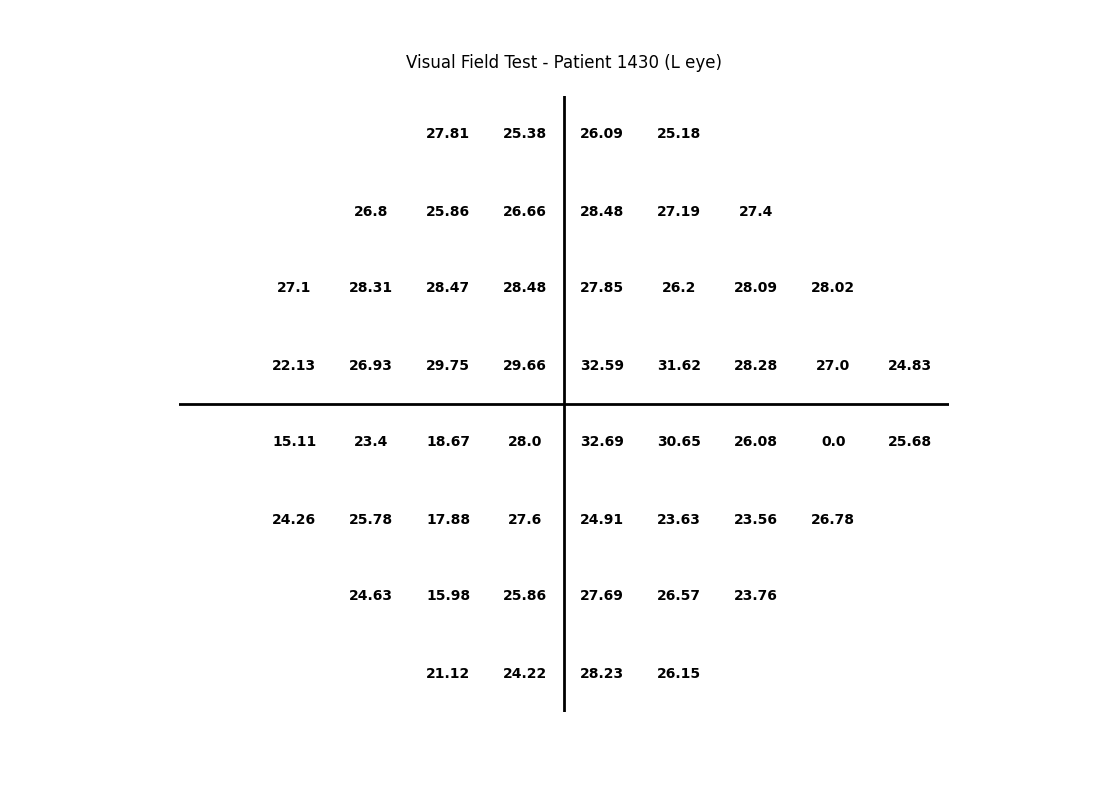 Visual Field Test - Patient 1430 (L eye)
27.81 25.38 26.09 25.18
26.8 25.86 26.66 28.48 27.19 27.4
27.1 28.31 28.47 28.48 27.85 26.2 28.09 28.02
22.13 26.93 29.75 29.66 32.59 31.62 28.28 27.0 24.83
15.11 23.4 18.67 28.0 32.69 30.65 26.08 0.0 25.68
24.26 25.78 17.88 27.6 24.91 23.63 23.56 26.78
24.63 15.98 25.86 27.69 26.57 23.76
21.12 24.22 28.23 26.15